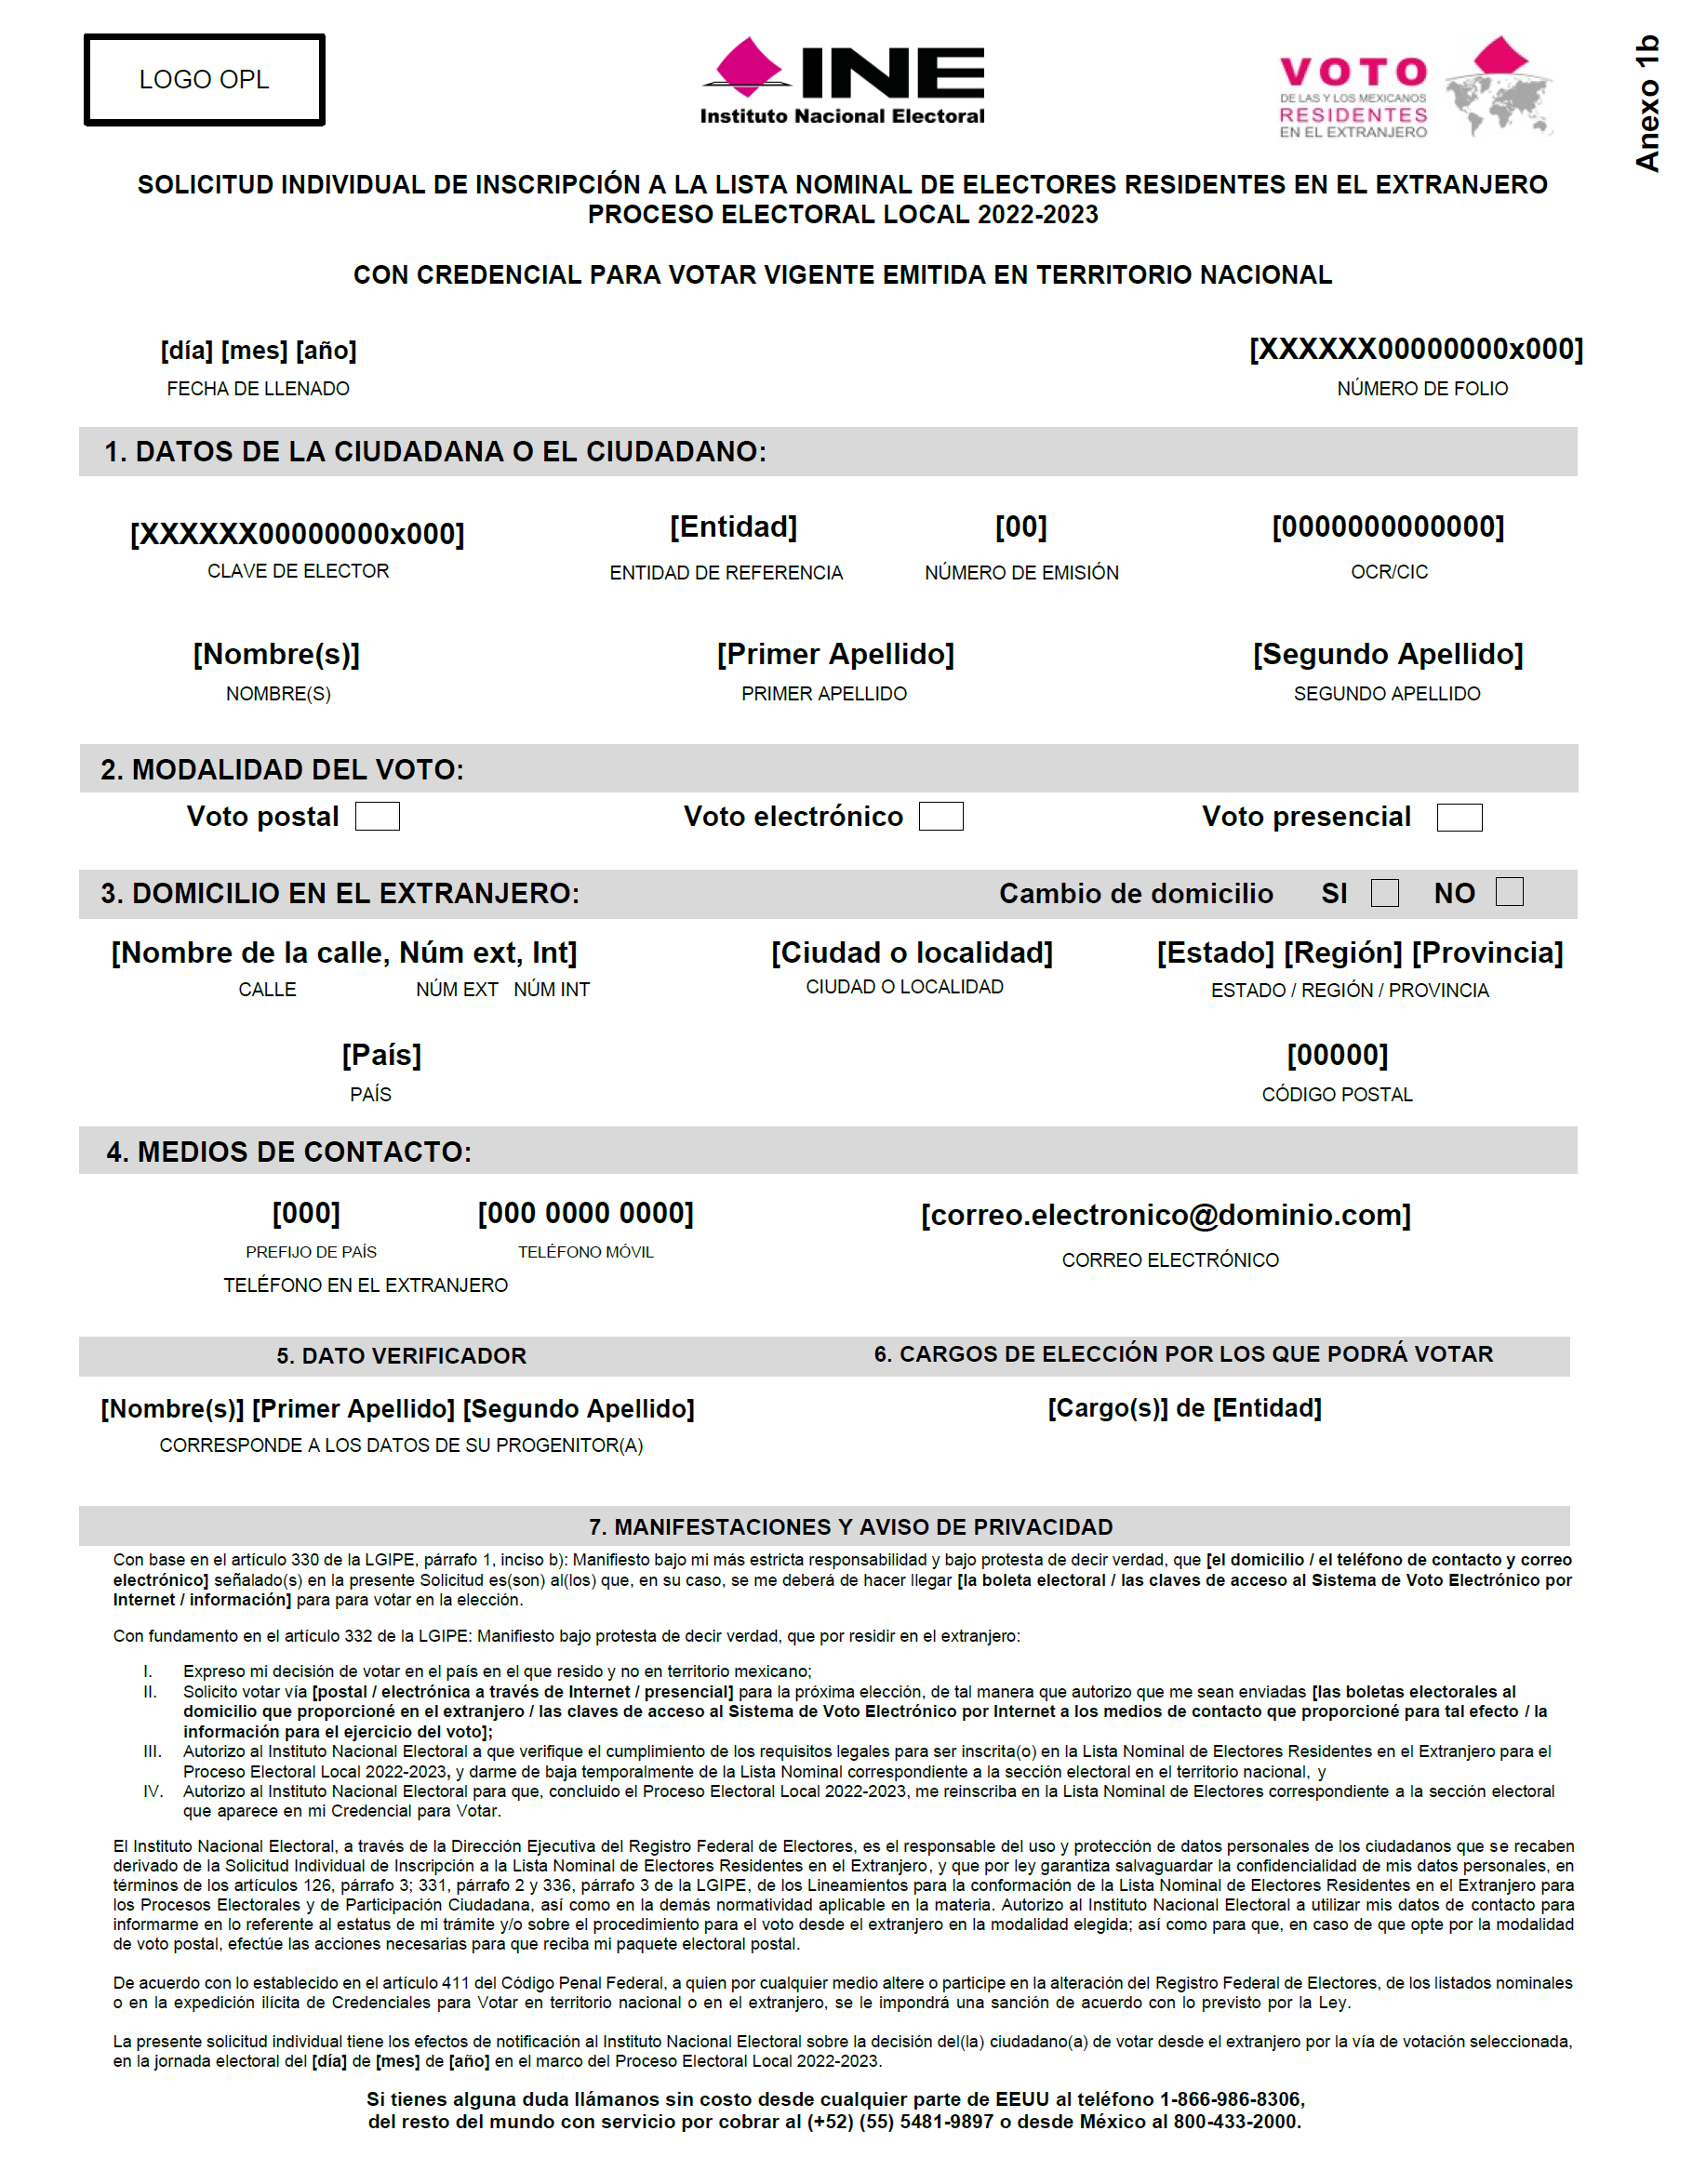 LOGO OPL
INE
Instituto Nacional Electoral
VOTO
DE LAS Y LOS MEXICANOS
RESIDENTES
EN EL EXTRANJERO
Anexo 1b
SOLICITUD INDIVIDUAL DE INSCRIPCIÓN A LA LISTA NOMINAL DE ELECTORES RESIDENTES EN EL EXTRANJERO
PROCESO ELECTORAL LOCAL 2022-2023
CON CREDENCIAL PARA VOTAR VIGENTE EMITIDA EN TERRITORIO NACIONAL
[día] [mes] [año] [XXXXXX00000000x000]
FECHA DE LLENADO NÚMERO DE FOLIO
1. DATOS DE LA CIUDADANA O EL CIUDADANO:
[XXXXXX00000000x000] [Entidad] [00] [0000000000000]
CLAVE DE ELECTOR ENTIDAD DE REFERENCIA NÚMERO DE EMISIÓN OCR/CIC
[Nombre(s)] [Primer Apellido] [Segundo Apellido]
NOMBRE(S) PRIMER APELLIDO SEGUNDO APELLIDO
2. MODALIDAD DEL VOTO:
Voto postal Voto electrónico Voto presencial
3. DOMICILIO EN EL EXTRANJERO: Cambio de domicilio SI NO
[Nombre de la calle, Núm ext, Int] [Ciudad o localidad] [Estado] [Región] [Provincia]
CALLE NÚM EXT NÚM INT CIUDAD O LOCALIDAD ESTADO / REGIÓN / PROVINCIA
[País] [00000]
PAÍS CÓDIGO POSTAL
4. MEDIOS DE CONTACTO:
[000] [000 0000 0000] [correo.electronico@dominio.com]
PREFIJO DE PAÍS TELÉFONO MÓVIL CORREO ELECTRÓNICO
TELÉFONO EN EL EXTRANJERO
5. DATO VERIFICADOR 6. CARGOS DE ELECCIÓN POR LOS QUE PODRÁ VOTAR
[Nombre(s)] [Primer Apellido] [Segundo Apellido] [Cargo(s)] de [Entidad]
CORRESPONDE A LOS DATOS DE SU PROGENITOR(A)
7. MANIFESTACIONES Y AVISO DE PRIVACIDAD
Con base en el artículo 330 de la LGIPE, párrafo 1, inciso b): Manifiesto bajo mi más estricta responsabilidad y bajo protesta de decir verdad, que [el domicilio / el teléfono de contacto y correo
electrónico] señalado(s) en la presente Solicitud es(son) al(los) que, en su caso, se me deberá de hacer llegar [la boleta electoral / las claves de acceso al Sistema de Voto Electrónico por
Internet / información] para para votar en la elección.
Con fundamento en el artículo 332 de la LGIPE: Manifiesto bajo protesta de decir verdad, que por residir en el extranjero:
I. Expreso mi decisión de votar en el país en el que resido y no en territorio mexicano;
II. Solicito votar vía [postal / electrónica a través de Internet / presencial] para la próxima elección, de tal manera que autorizo que me sean enviadas [las boletas electorales al
domicilio que proporcioné en el extranjero / las claves de acceso al Sistema de Voto Electrónico por Internet a los medios de contacto que proporcioné para tal efecto / la
información para el ejercicio del voto];
III. Autorizo al Instituto Nacional Electoral a que verifique el cumplimiento de los requisitos legales para ser inscrita(o) en la Lista Nominal de Electores Residentes en el Extranjero para el
Proceso Electoral Local 2022-2023, y darme de baja temporalmente de la Lista Nominal correspondiente a la sección electoral en el territorio nacional, y
IV. Autorizo al Instituto Nacional Electoral para que, concluido el Proceso Electoral Local 2022-2023, me reinscriba en la Lista Nominal de Electores correspondiente a la sección electoral
que aparece en mi Credencial para Votar.
El Instituto Nacional Electoral, a través de la Dirección Ejecutiva del Registro Federal de Electores, es el responsable del uso y protección de datos personales de los ciudadanos que se recaben
derivado de la Solicitud Individual de Inscripción a la Lista Nominal de Electores Residentes en el Extranjero, y que por ley garantiza salvaguardar la confidencialidad de mis datos personales, en
términos de los artículos 126, párrafo 3; 331, párrafo 2 y 336, párrafo 3 de la LGIPE, de los Lineamientos para la conformación de la Lista Nominal de Electores Residentes en el Extranjero para
los Procesos Electorales y de Participación Ciudadana, así como en la demás normatividad aplicable en la materia. Autorizo al Instituto Nacional Electoral a utilizar mis datos de contacto para
informarme en lo referente al estatus de mi trámite y/o sobre el procedimiento para el voto desde el extranjero en la modalidad elegida; así como para que, en caso de que opte por la modalidad
de voto postal, efectúe las acciones necesarias para que reciba mi paquete electoral postal.
De acuerdo con lo establecido en el artículo 411 del Código Penal Federal, a quien por cualquier medio altere o participe en la alteración del Registro Federal de Electores, de los listados nominales
o en la expedición ilícita de Credenciales para Votar en territorio nacional o en el extranjero, se le impondrá una sanción de acuerdo con lo previsto por la Ley.
La presente solicitud individual tiene los efectos de notificación al Instituto Nacional Electoral sobre la decisión del(la) ciudadano(a) de votar desde el extranjero por la vía de votación seleccionada,
en la jornada electoral del [día] de [mes] de [año] en el marco del Proceso Electoral Local 2022-2023.
Si tienes alguna duda llámanos sin costo desde cualquier parte de EEUU al teléfono 1-866-986-8306,
del resto del mundo con servicio por cobrar al (+52) (55) 5481-9897 o desde México al 800-433-2000.